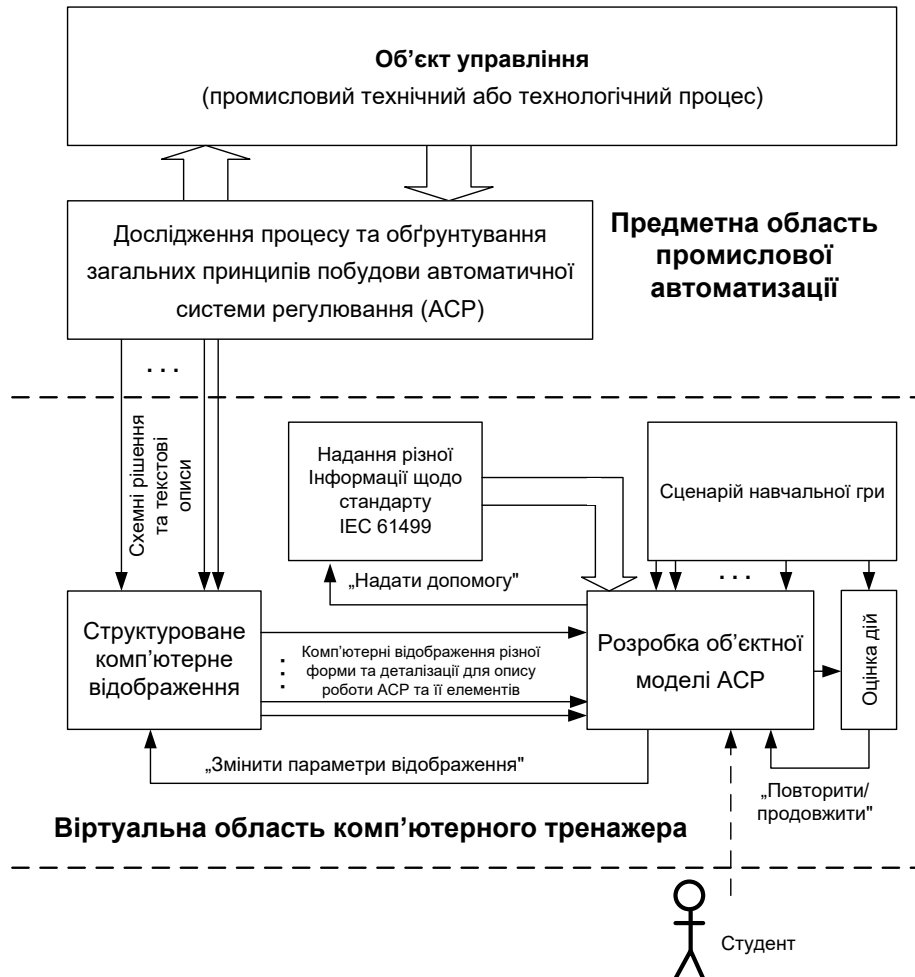 Об’єкт управління
(промисловий технічний або технологічний процес)
Дослідження процесу та обґрунтування
загальних принципів побудови автоматичної
системи регулювання (АСР)
Предметна область
промислової
автоматизації
. . .
Схемні рішення
та текстові
описи
Надання різної
Інформації щодо
стандарту
IEC 61499
Сценарій навчальної гри
„Надати допомогу"
. . .
Структуроване
комп’ютерне
відображення
Комп’ютерні відображення різної
форми та деталізації для опису
роботи АСР та її елементів
. . .
Розробка об’єктної
моделі АСР
Оцінка дій
„Змінити параметри відображення"
„Повторити/
продовжити"
Віртуальна область комп’ютерного тренажера
Студент